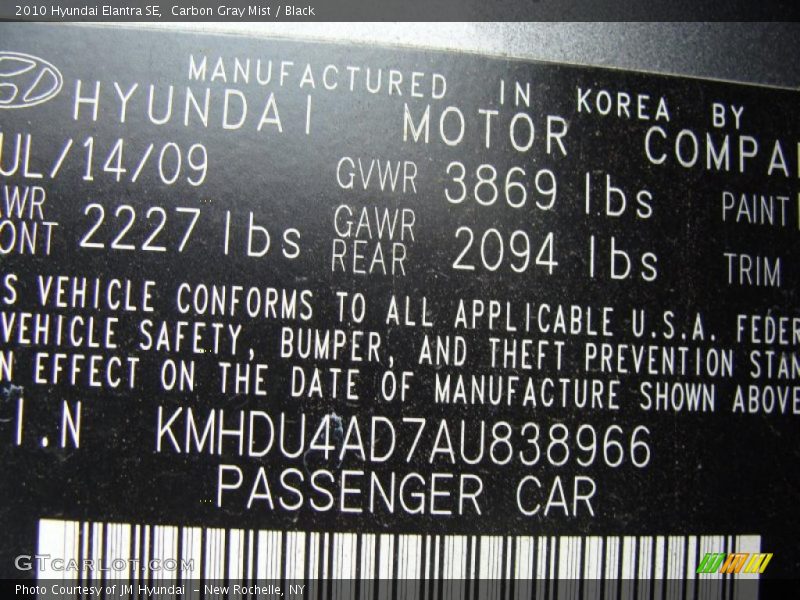 2010 Hyundai Elantra SE,  Carbon Gray Mist / Black
MANUFACTURED IN KOREA BY
HYUNDAI MOTOR COMPA
UL/14/09 GVWR 3869 lbs PAINT
AWR
ONT 2227 lbs GAWR
REAR 2094 lbs TRIM
S VEHICLE CONFORMS TO ALL APPLICABLE U.S.A. FEDER
VEHICLE SAFETY, BUMPER, AND THEFT PREVENTION STAN
N EFFECT ON THE DATE OF MANUFACTURE SHOWN ABOVE
I.N KMHDU4AD7AU838966
PASSENGER CAR
GTCARLOT.COM
Photo Courtesy of JM Hyundai  - New Rochelle, NY